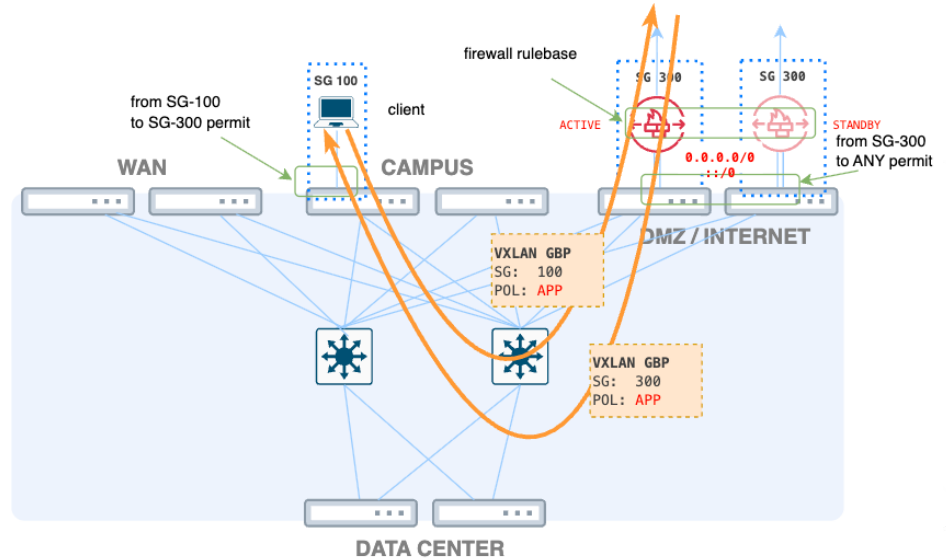 firewall rulebase
SG 100
SG 300
SG 300
from SG-100
to SG-300 permit
client
ACTIVE
STANDBY
from SG-300
to ANY permit
0.0.0.0/0
::/0
WAN
CAMPUS
DMZ / INTERNET
VXLAN GBP
SG: 100
POL: APP
VXLAN GBP
SG: 300
POL: APP
DATA CENTER